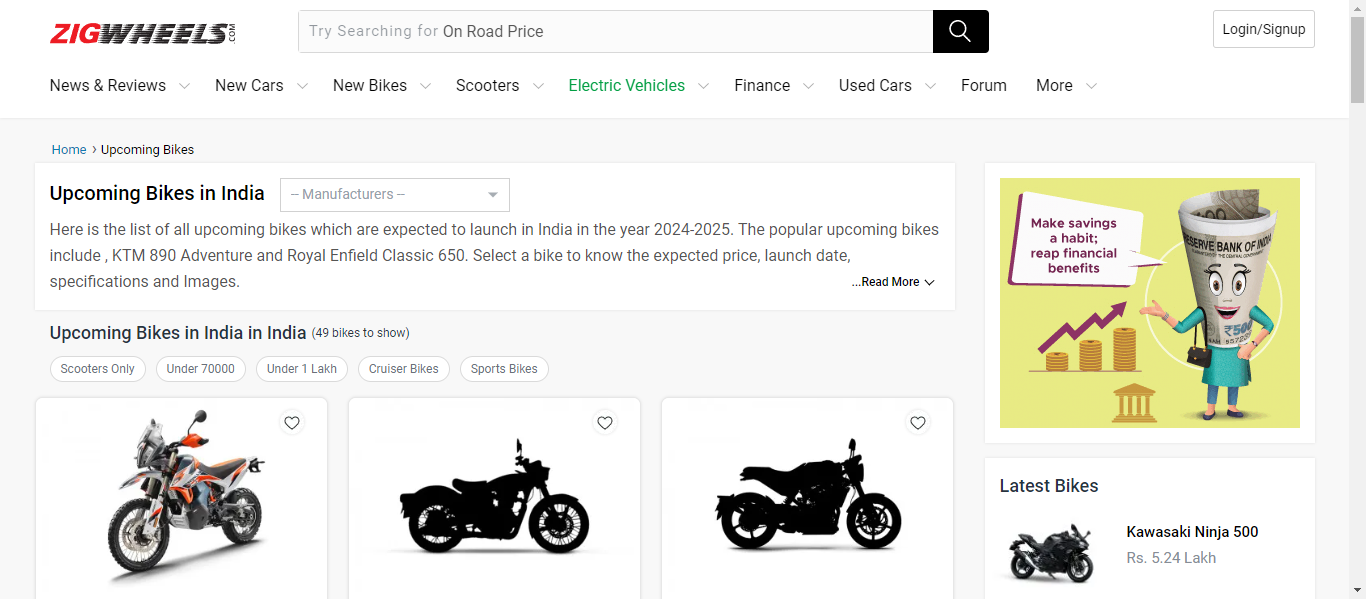 ZIGWHEELS.COM
Try Searching for On Road Price
Login/Signup
News & Reviews
New Cars
New Bikes
Scooters
Electric Vehicles
Finance
Used Cars
Forum
More
Home › Upcoming Bikes
Upcoming Bikes in India
-- Manufacturers --
Here is the list of all upcoming bikes which are expected to launch in India in the year 2024-2025. The popular upcoming bikes
include , KTM 890 Adventure and Royal Enfield Classic 650. Select a bike to know the expected price, launch date,
specifications and Images.
...Read More
Upcoming Bikes in India in India (49 bikes to show)
Scooters Only
Under 70000
Under 1 Lakh
Cruiser Bikes
Sports Bikes
Make savings
a habit;
reap financial
benefits
RESERVE BANK OF INDIA
₹500
Latest Bikes
Kawasaki Ninja 500
Rs. 5.24 Lakh